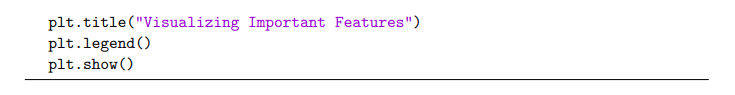 plt.title("Visualizing Important Features")
plt.legend()
plt.show()